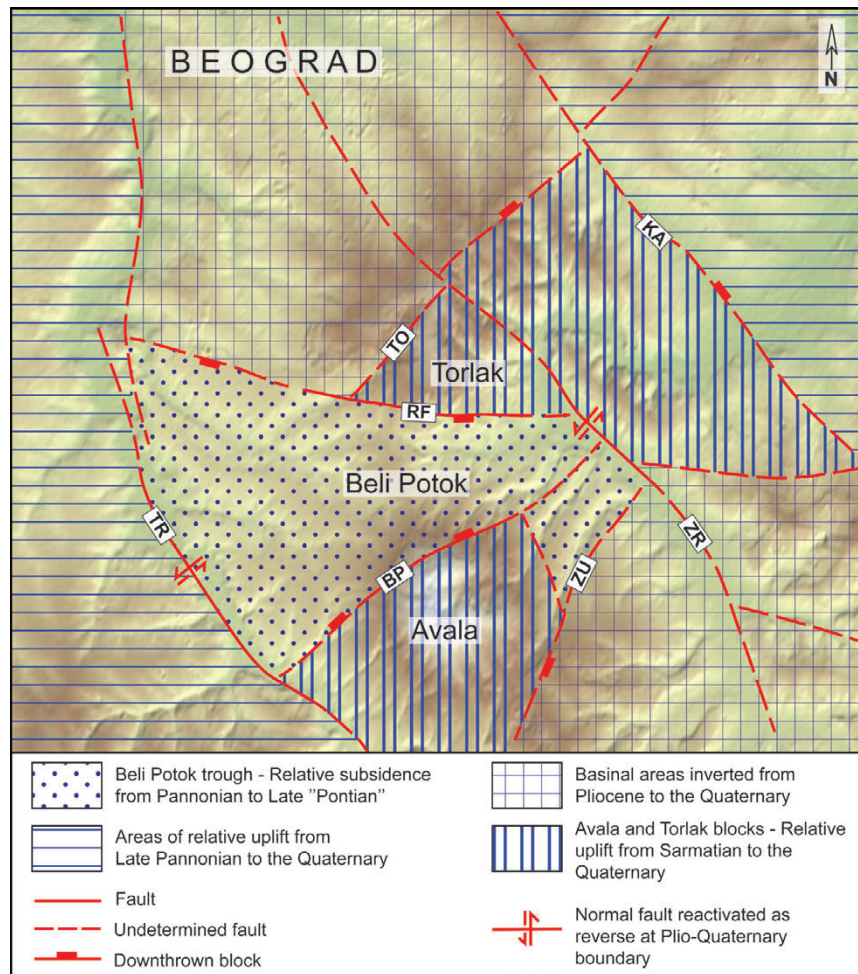 BEOGRAD
N
KA
TO
Torlak
RF
Beli Potok
TR
ZR
BP
ZU
Avala
Beli Potok trough - Relative subsidence
from Pannonian to Late "Pontian"
Areas of relative uplift from
Late Pannonian to the Quaternary
Fault
Undetermined fault
Downthrown block
Basinal areas inverted from
Pliocene to the Quaternary
Avala and Torlak blocks - Relative
uplift from Sarmatian to the
Quaternary
Normal fault reactivated as
reverse at Plio-Quaternary
boundary